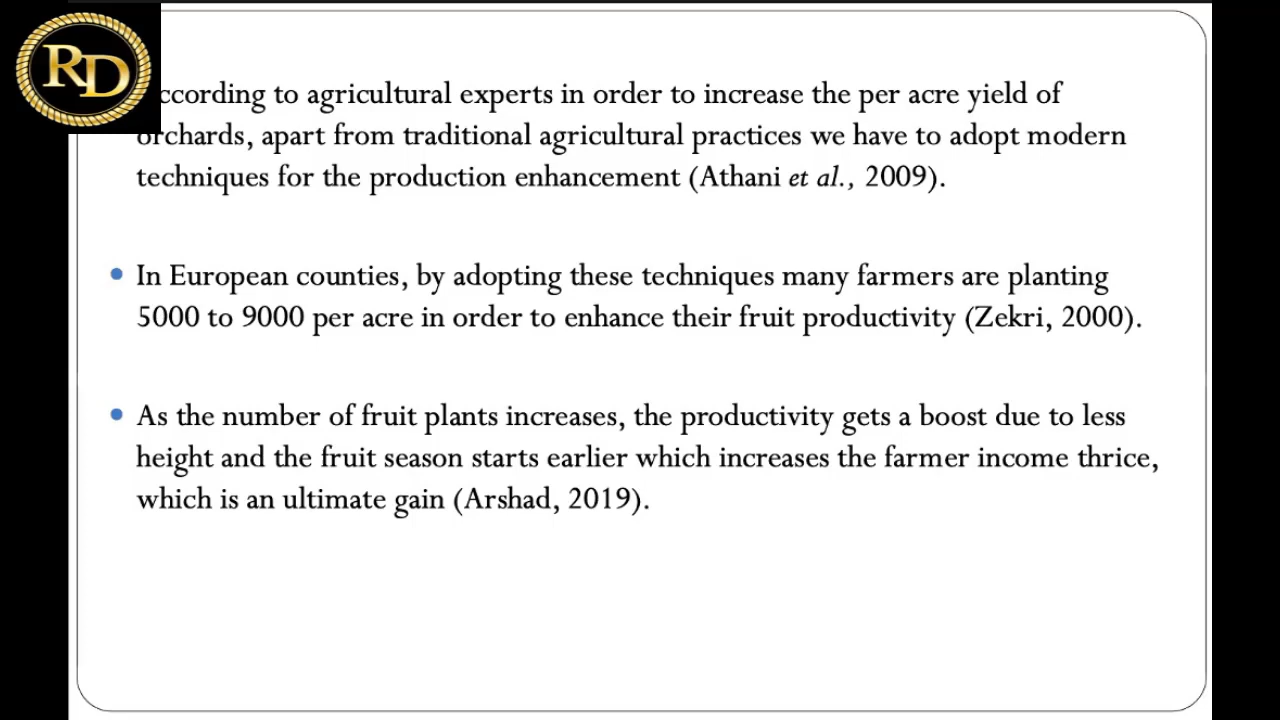 RD
ccording to agricultural experts in order to increase the per acre yield of
orchards, apart from traditional agricultural practices we have to adopt modern
techniques for the production enhancement (Athani et al., 2009).
• In European counties, by adopting these techniques many farmers are planting
5000 to 9000 per acre in order to enhance their fruit productivity (Zekri, 2000).
• As the number of fruit plants increases, the productivity gets a boost due to less
height and the fruit season starts earlier which increases the farmer income thrice,
which is an ultimate gain (Arshad, 2019).